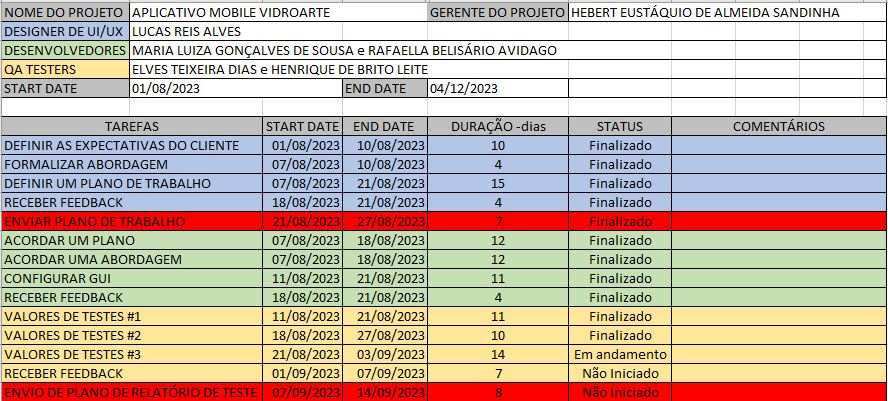 NOME DO PROJETO APLICATIVO MOBILE VIDROARTE GERENTE DO PROJETO HEBERT EUSTÁQUIO DE ALMEIDA SANDINHA
DESIGNER DE UI/UX LUCAS REIS ALVES
DESENVOLVEDORES MARIA LUIZA GONÇALVES DE SOUSA e RAFAELLA BELISÁRIO AVIDAGO
QA TESTERS ELVES TEIXEIRA DIAS e HENRIQUE DE BRITO LEITE
START DATE 01/08/2023 END DATE 04/12/2023
TAREFAS START DATE END DATE DURAÇÃO -dias STATUS COMENTÁRIOS
DEFINIR AS EXPECTATIVAS DO CLIENTE 01/08/2023 10/08/2023 10 Finalizado
FORMALIZAR ABORDAGEM 07/08/2023 10/08/2023 4 Finalizado
DEFINIR UM PLANO DE TRABALHO 07/08/2023 21/08/2023 15 Finalizado
RECEBER FEEDBACK 18/08/2023 21/08/2023 4 Finalizado
ENVIAR PLANO DE TRABALHO 21/08/2023 27/08/2023 7 Finalizado
ACORDAR UM PLANO 07/08/2023 18/08/2023 12 Finalizado
ACORDAR UMA ABORDAGEM 07/08/2023 18/08/2023 12 Finalizado
CONFIGURAR GUI 11/08/2023 21/08/2023 11 Finalizado
RECEBER FEEDBACK 18/08/2023 21/08/2023 4 Finalizado
VALORES DE TESTES #1 11/08/2023 21/08/2023 11 Finalizado
VALORES DE TESTES #2 18/08/2023 27/08/2023 10 Finalizado
VALORES DE TESTES #3 21/08/2023 03/09/2023 14 Em andamento
RECEBER FEEDBACK 01/09/2023 07/09/2023 7 Não Iniciado
ENVIO DE PLANO DE RELATÓRIO DE TESTE 07/09/2023 14/09/2023 8 Não Iniciado